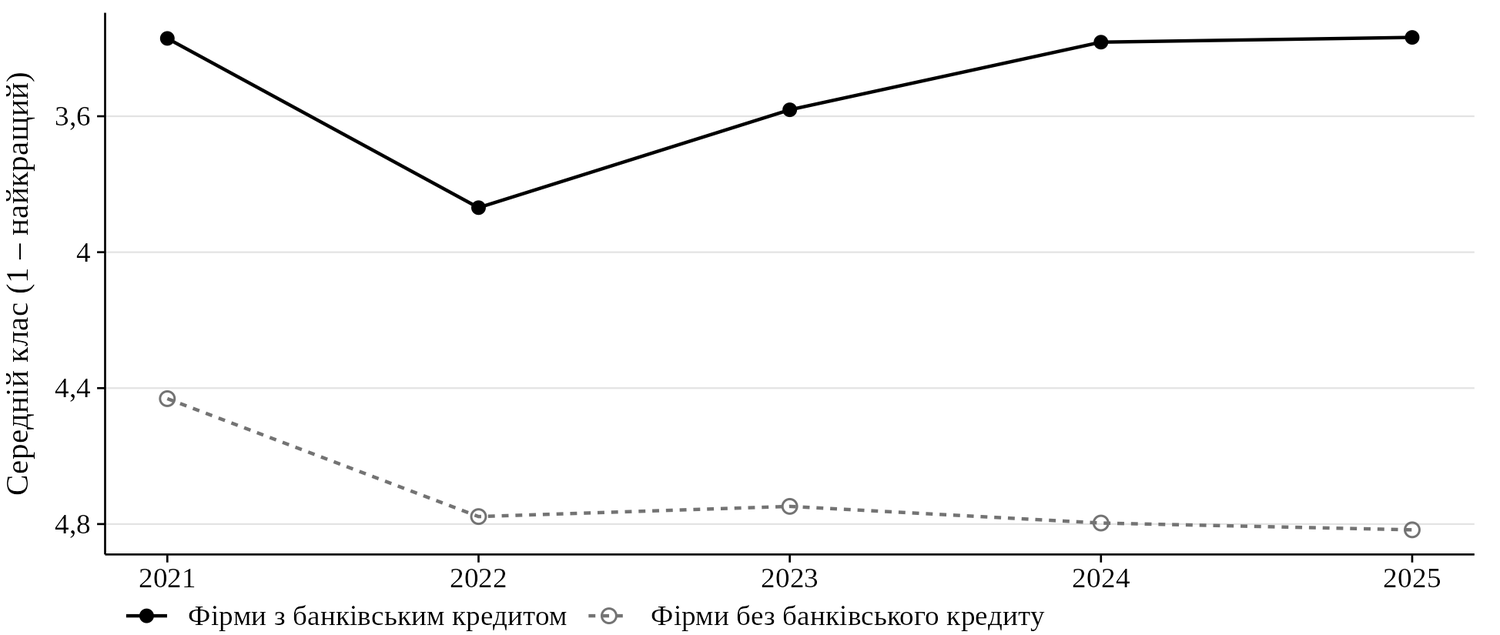 Середній клас (1 – найкращий)
3,6
4
4,4
4,8
2021 2022 2023 2024 2025
Фірми з банківським кредитом Фірми без банківського кредиту